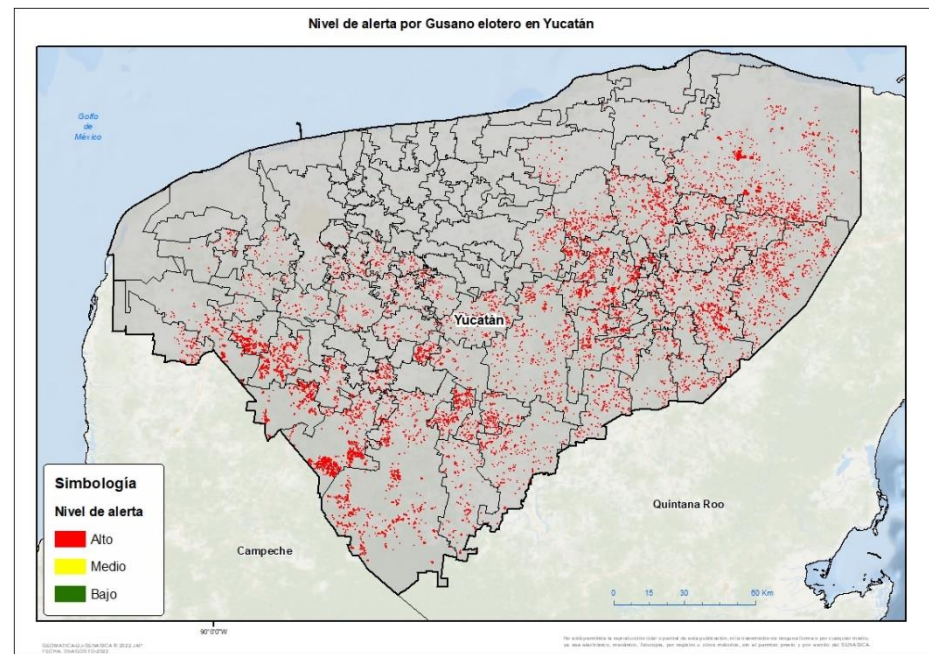 Nivel de alerta por Gusano elotero en Yucatán
Golfo
de
México
Yucatàn
Quintana Roo
Campeche
Simbología
Nivel de alerta
Alto
Medio
Bajo
0 15 30 60 Km
90°0'0"W